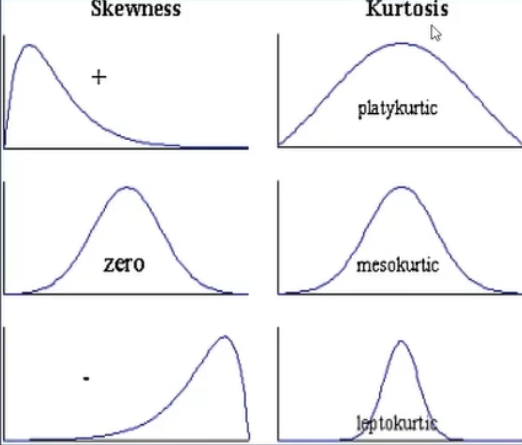 Skewness
Kurtosis
+
platykurtic
zero
mesokurtic
-
leptokurtic